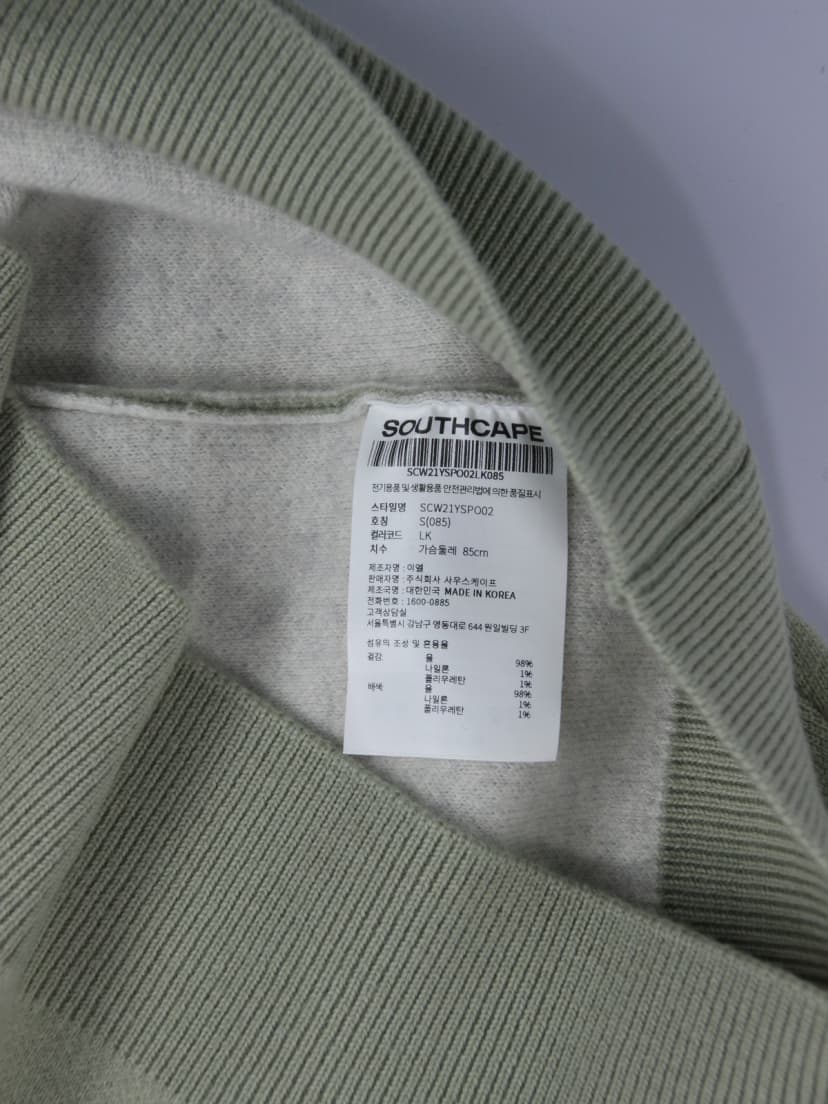 SOUTHCAPE
SCW21YSPO02LK085
전기용품 및 생활용품 안전관리법에 의한 품질표시
스타일명 SCW21YSPO02
호칭 S(085)
컬러코드 LK
치수 가슴둘레 85cm
제조자명 : 이엘
판매자명 : 주식회사 사우스케이프
제조국명 : 대한민국 MADE IN KOREA
전화번호 : 1600-0885
고객상담실
서울특별시 강남구 영동대로 644 원일빌딩 3F
섬유의 조성 및 혼용율
겉감: 울 98%
나일론 1%
폴리우레탄 1%
배색: 울 98%
나일론 1%
폴리우레탄 1%